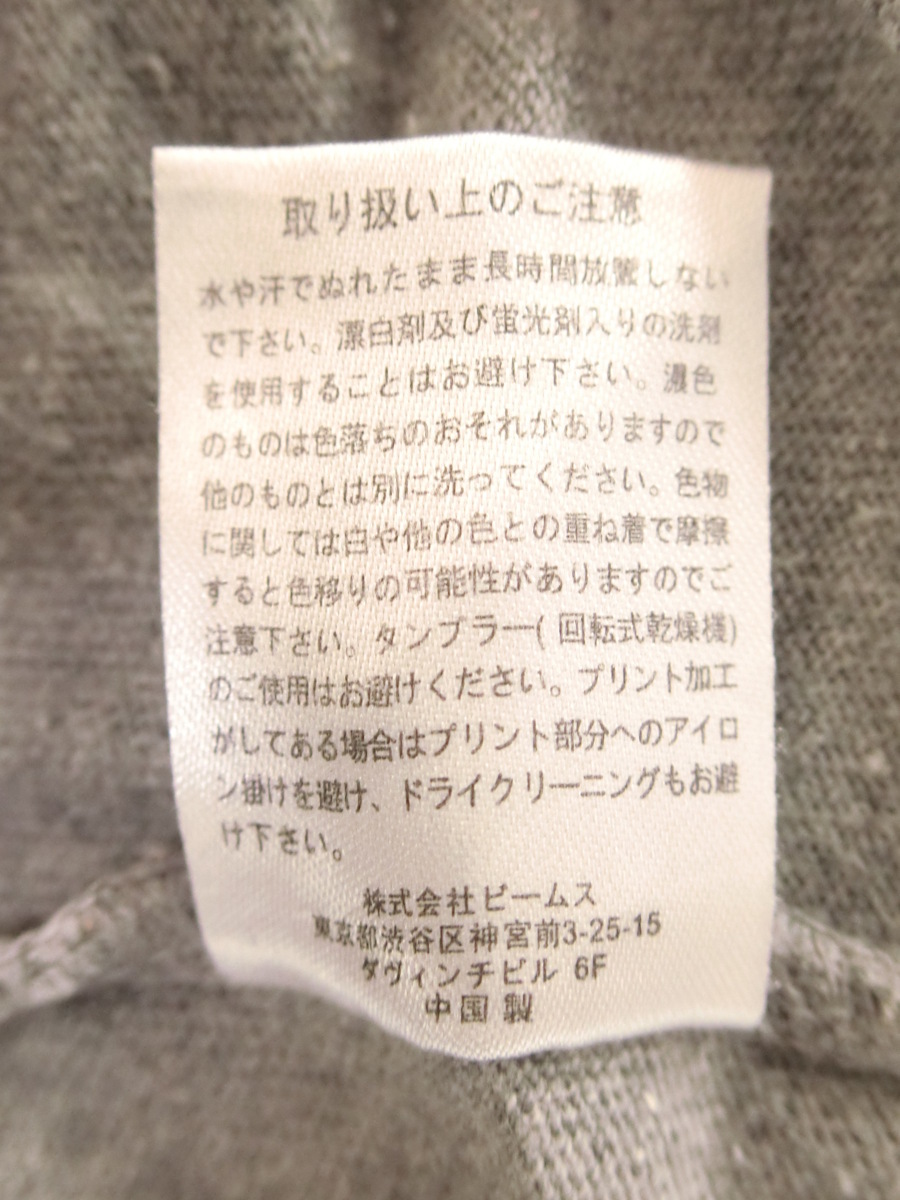 取り扱い上のご注意
水や汗でぬれたまま長時間放置しない
で下さい。漂白剤及び蛍光剤入りの洗剤
を使用することはお避け下さい。濃色
のものは色落ちのおそれがありますので
他のものとは別に洗ってください。色物
に関しては白や他の色との重ね着で摩擦
すると色移りの可能性がありますのでご
注意下さい。タンブラー( 回転式乾燥機)
のご使用はお避けください。プリント加工
がしてある場合はプリント部分へのアイロ
ン掛けを避け、ドライクリーニングもお避
け下さい。
株式会社ビームス
東京都渋谷区神宮前3-25-15
ダヴィンチビル 6F
中国製